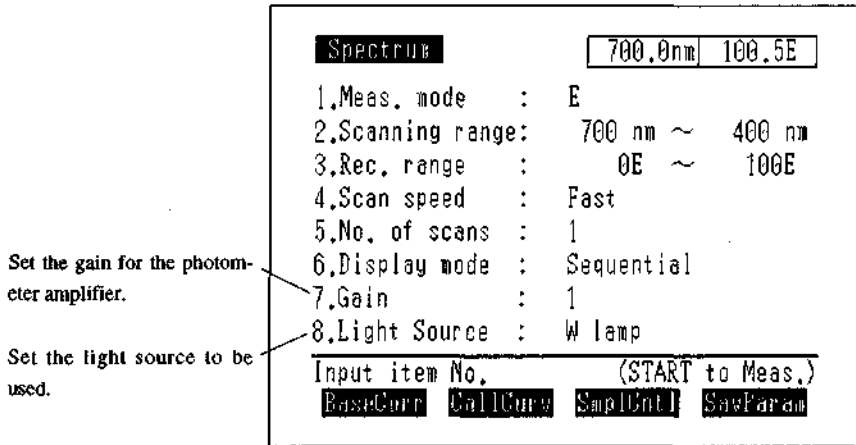 Spectrum 700.0nm 100.5E
1.Meas. mode : E
2.Scanning range: 700 nm ~ 400 nm
3.Rec. range : 0E ~ 100E
4.Scan speed : Fast
5.No. of scans : 1
6.Display mode : Sequential
Set the gain for the photom-
eter amplifier.
7.Gain : 1
8.Light Source : W lamp
Set the light source to be
used.
Input item No. (START to Meas.)
BaseCorr CallCurv SmplCntl SavParam